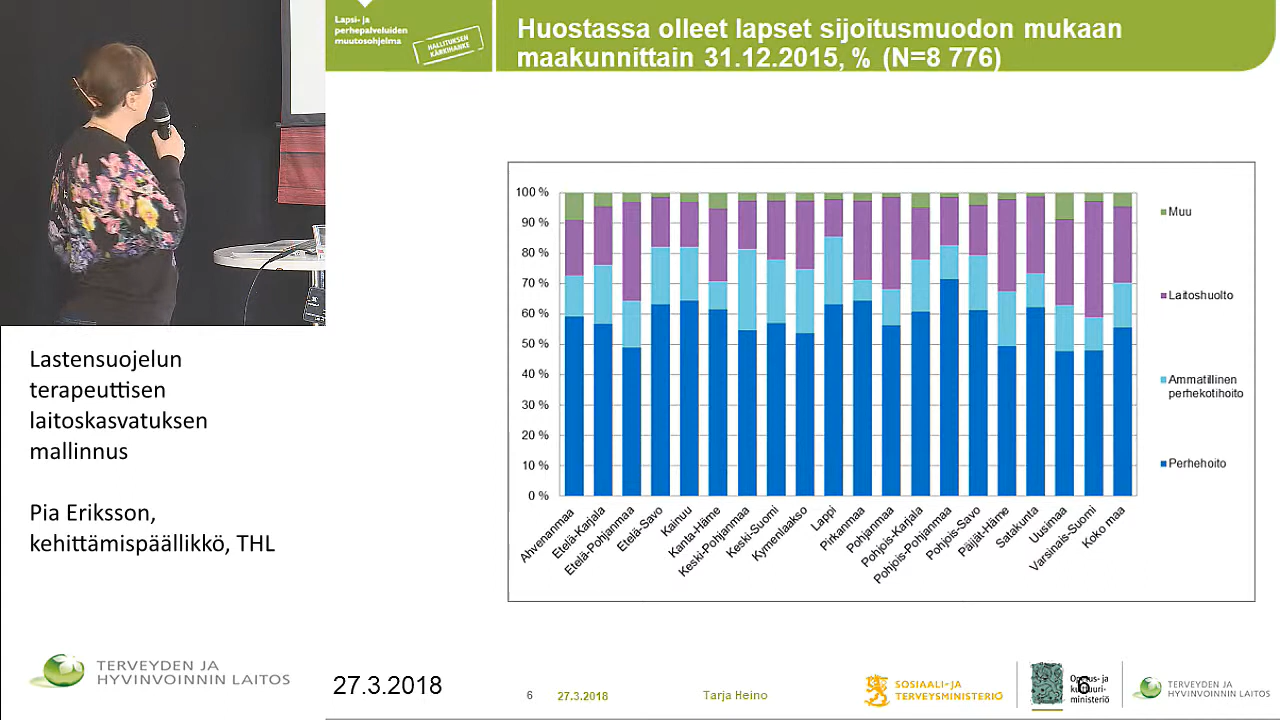 Lapsi- ja
perhepalveluiden
muutosohjelma
HALLITUKSEN
KÄRKIHANKE
Huostassa olleet lapset sijoitusmuodon mukaan
maakunnittain 31.12.2015, % (N=8 776)
100 %
90 %
80 %
70 %
60 %
50 %
40 %
30 %
20 %
10 %
0 %
Ahvenanmaa
Etelä-Karjala
Etelä-Pohjanmaa
Etelä-Savo
Kainuu
Kanta-Häme
Keski-Pohjanmaa
Keski-Suomi
Kymenlaakso
Lappi
Pirkanmaa
Pohjanmaa
Pohjois-Karjala
Pohjois-Pohjanmaa
Pohjois-Savo
Päijät-Häme
Satakunta
Uusimaa
Varsinais-Suomi
Koko maa
Muu
Laitoshuolto
Ammatillinen
perhekotihoito
Perhehoito
Lastensuojelun
terapeuttisen
laitoskasvatuksen
mallinnus
Pia Eriksson,
kehittämispäällikkö, THL
TERVEYDEN JA
HYVINVOINNIN LAITOS
27.3.2018
6
27.3.2018
Tarja Heino
SOSIAALI- JA
TERVEYSMINISTERIÖ
6
ministeriö
TERVEYDEN JA
HYVINVOINNIN LAITOS